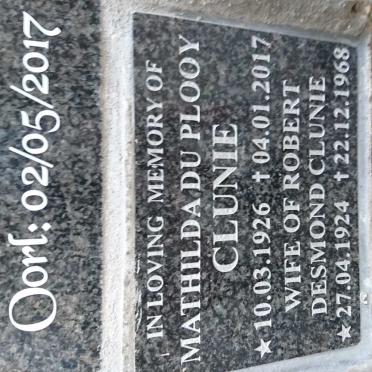 Oorl: 02/05/2017
IN LOVING MEMORY OF
MATHILDA DU PLOOY
CLUNIE
★10.03.1926 ✝04.01.2017
WIFE OF ROBERT
DESMOND CLUNIE
★27.04.1924 ✝22.12.1968